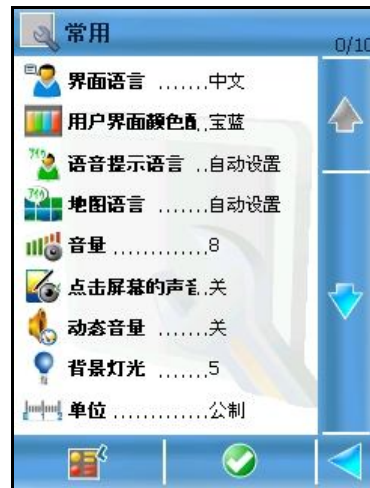 常用
0/10
界面语言 .......中文
用户界面颜色配..宝蓝
语音提示语言 ..自动设置
地图语言 .......自动设置
音量 .............8
点击屏幕的声音.关
动态音量 .......关
背景灯光 .......5
单位 .............公制